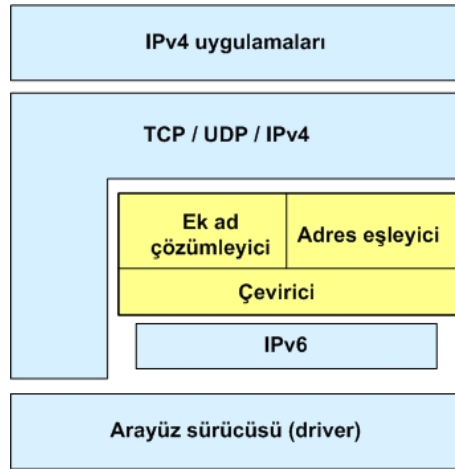 IPv4 uygulamaları
TCP / UDP / IPv4
Ek ad
çözümleyici
Adres eşleyici
Çevirici
IPv6
Arayüz sürücüsü (driver)